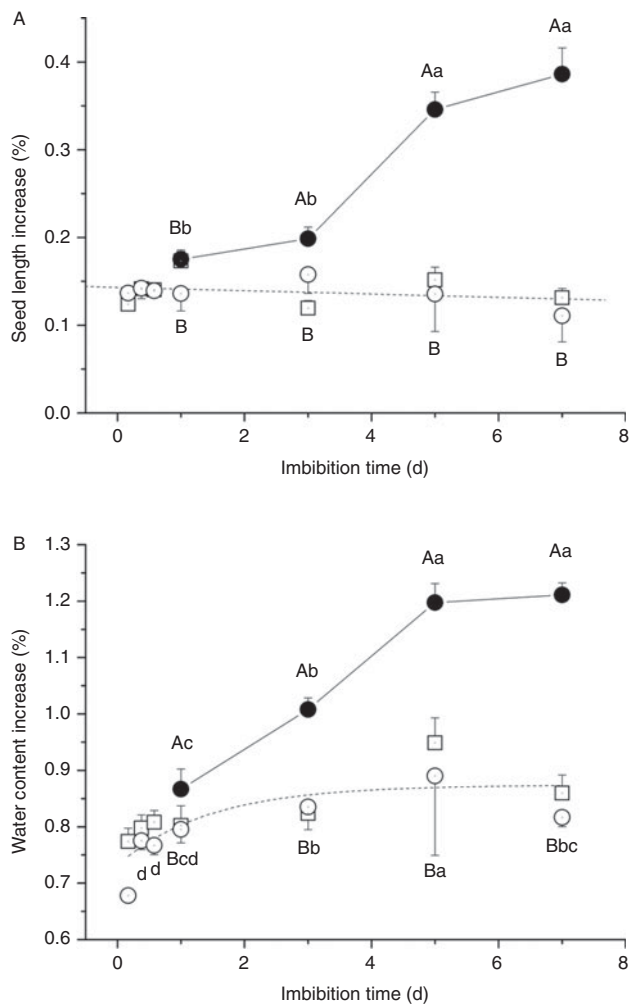 A
Seed length increase (%)
0.4
0.3
0.2
0.1
0.0
Bb
Ab
Aa
Aa
B
B
B
B
0
2
4
6
8
Imbibition time (d)
B
Water content increase (%)
1.3
1.2
1.1
1.0
0.9
0.8
0.7
0.6
Ac
Ab
Aa
Aa
d
d
Bcd
Bb
Ba
Bbc
0
2
4
6
8
Imbibition time (d)